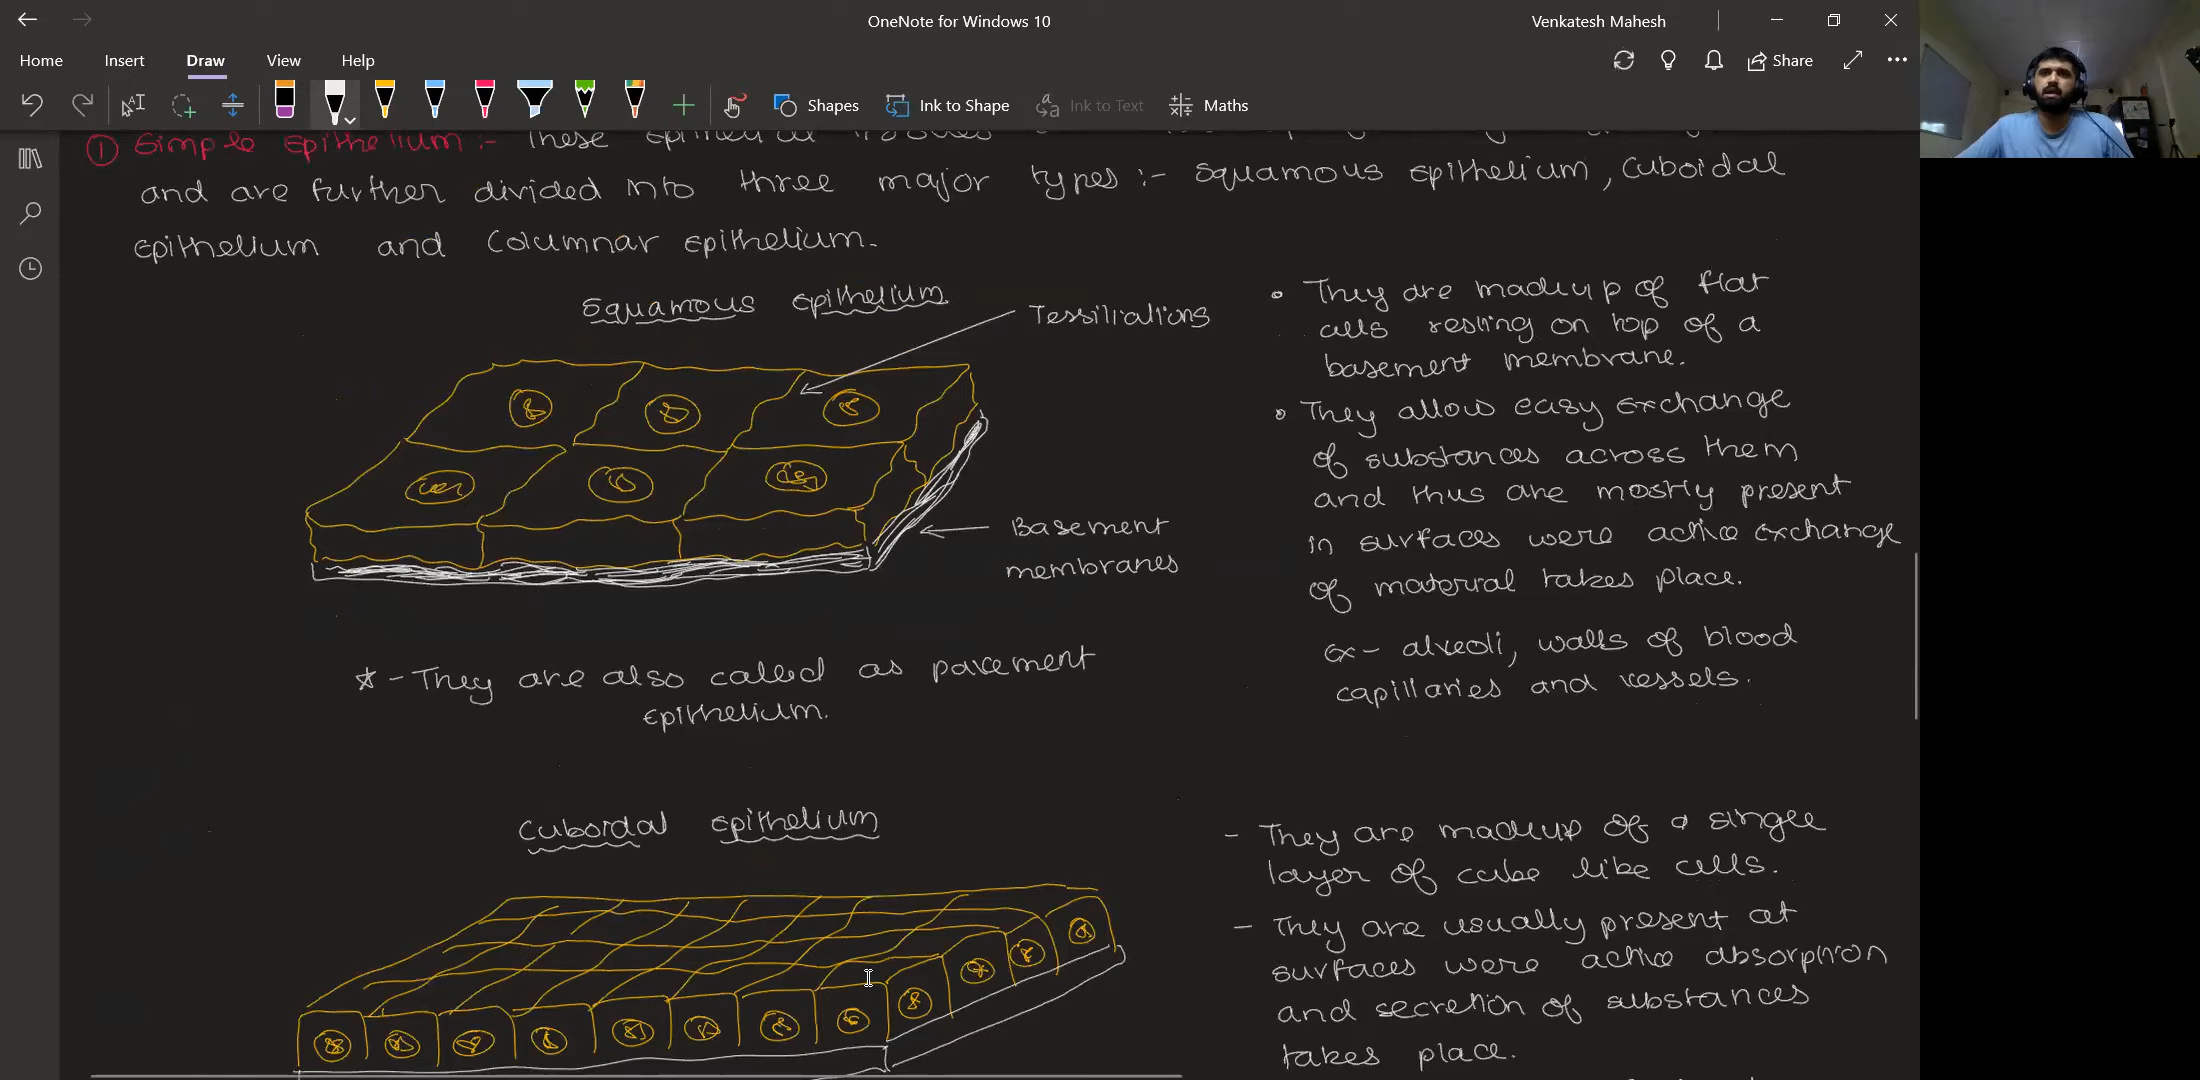 OneNote for Windows 10
Venkatesh Mahesh
Home Insert Draw View Help
Share
Shapes Ink to Shape Ink to Text Maths
① Simple Epithelium :- These Epithelial
and are further divided into three major types :- Squamous Epithelium, Cuboidal
Epithelium and Columnar Epithelium.
Squamous Epithelium
Tessiliations
Basement
membranes
• They are madeup of flat
cells resting on top of a
basement membrane.
• They allow easy exchange
of substances across them
and thus are mostly present
in surfaces were active exchange
of material takes place.
Ex - alveoli, walls of blood
capillaries and vessels.
* - They are also called as pavement
Epithelium.
Cuboidal Epithelium
- They are madeup of a single
layer of cube like cells.
- They are usually present at
surfaces were active absorption
and secretion of substances
takes place.